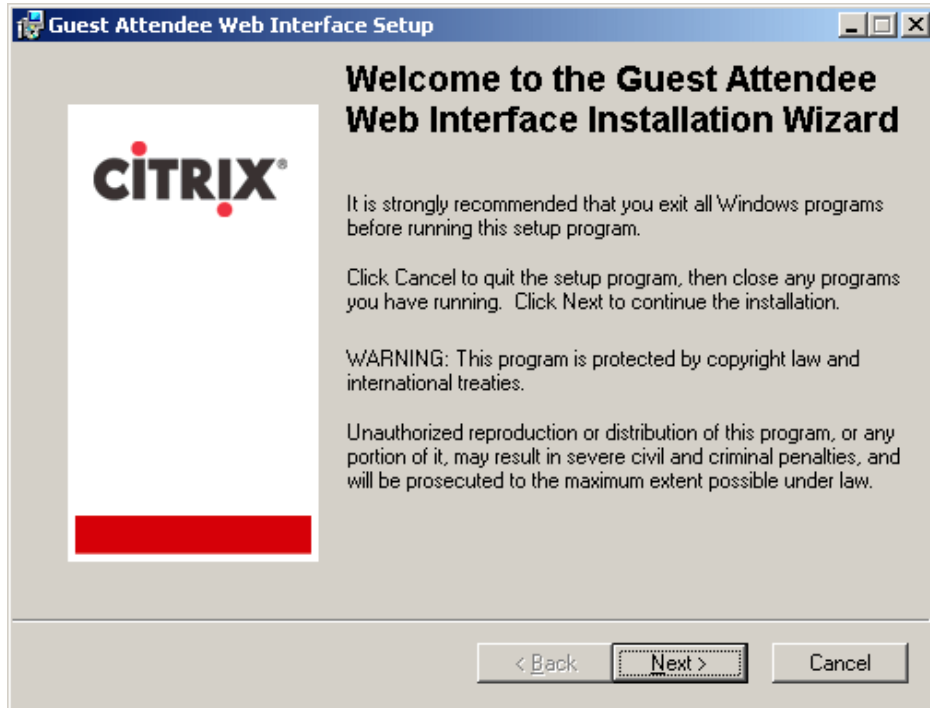 Guest Attendee Web Interface Setup
Welcome to the Guest Attendee
Web Interface Installation Wizard
CiTRIX®
It is strongly recommended that you exit all Windows programs
before running this setup program.
Click Cancel to quit the setup program, then close any programs
you have running.  Click Next to continue the installation.
WARNING: This program is protected by copyright law and
international treaties.
Unauthorized reproduction or distribution of this program, or any
portion of it, may result in severe civil and criminal penalties, and
will be prosecuted to the maximum extent possible under law.
< Back Next > Cancel